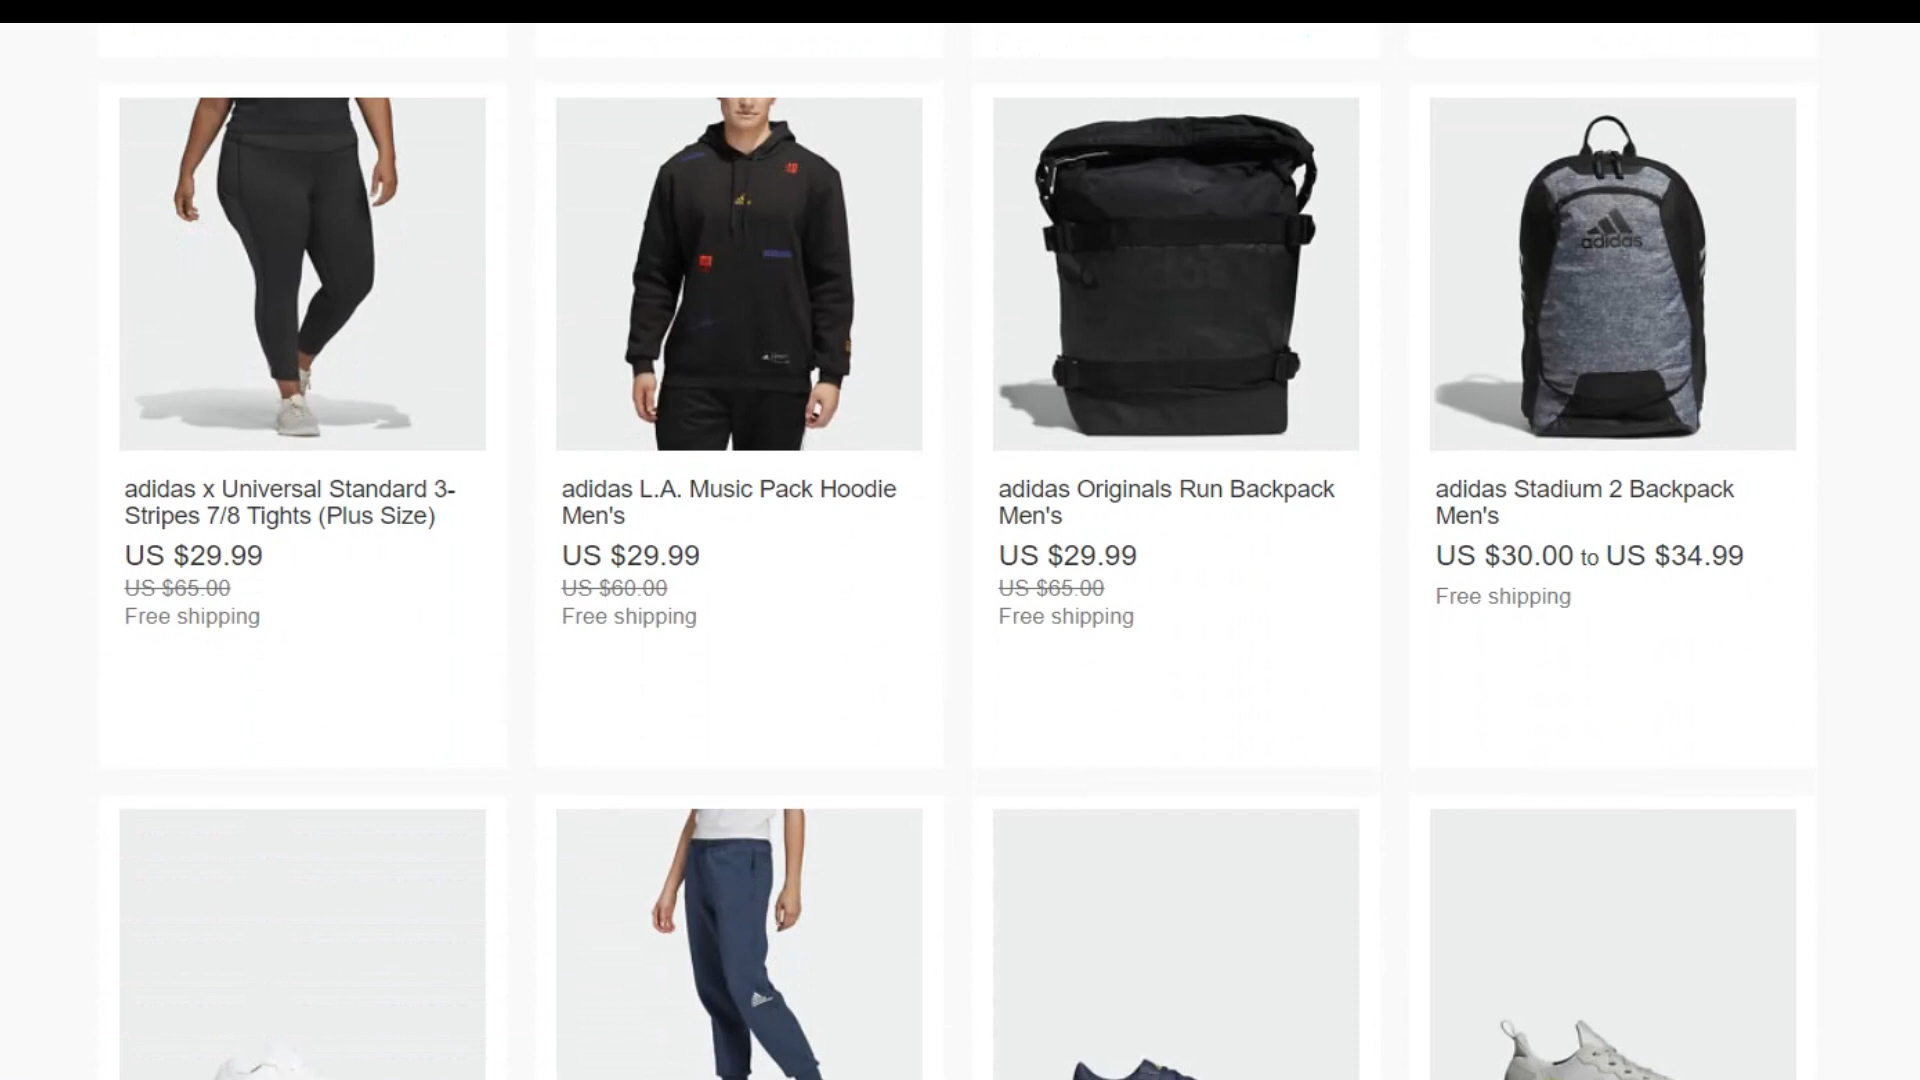 adidas
adidas x Universal Standard 3-
Stripes 7/8 Tights (Plus Size)
US $29.99
US $65.00
Free shipping
adidas L.A. Music Pack Hoodie
Men's
US $29.99
US $60.00
Free shipping
adidas Originals Run Backpack
Men's
US $29.99
US $65.00
Free shipping
adidas Stadium 2 Backpack
Men's
US $30.00 to US $34.99
Free shipping